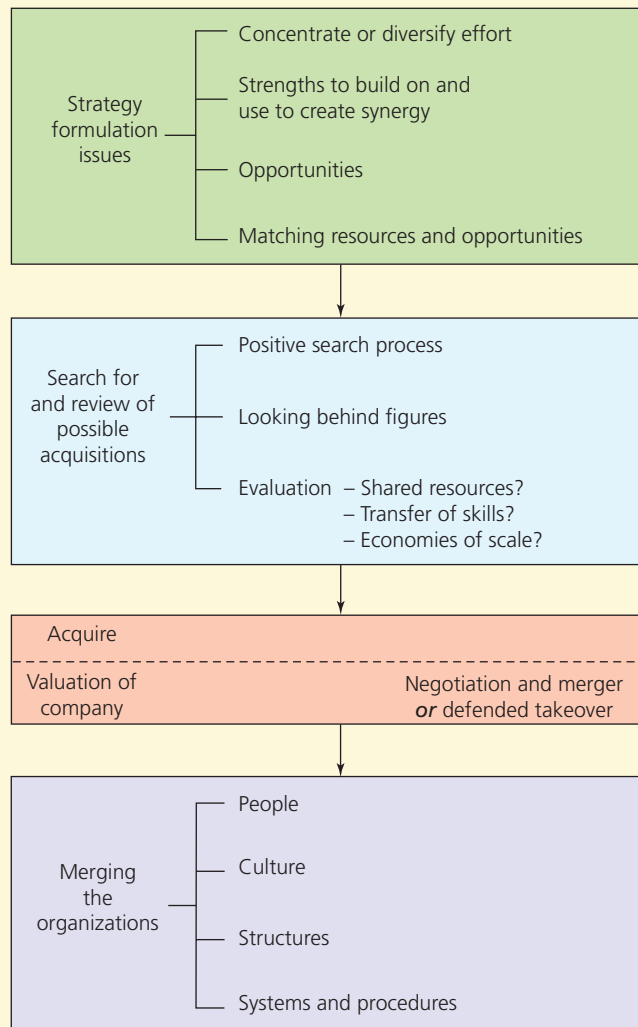 Concentrate or diversify effort
Strategy
formulation
issues
Strengths to build on and
use to create synergy
Opportunities
Matching resources and opportunities
Search for
and review of
possible
acquisitions
Positive search process
Looking behind figures
Evaluation – Shared resources?
– Transfer of skills?
– Economies of scale?
Acquire
Valuation of
company
Negotiation and merger
or defended takeover
Merging
the
organizations
People
Culture
Structures
Systems and procedures